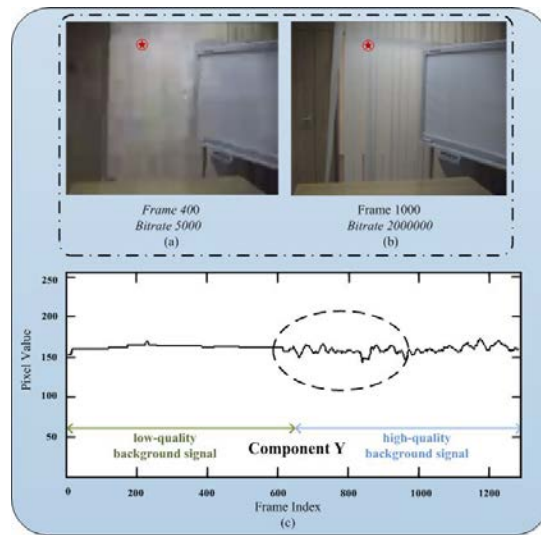 Frame 400
Bitrate 5000
(a)
Frame 1000
Bitrate 2000000
(b)
250
200
150
100
50
Pixel Value
low-quality
background signal
Component Y
high-quality
background signal
0
200
400
600
800
1000
1200
Frame Index
(c)